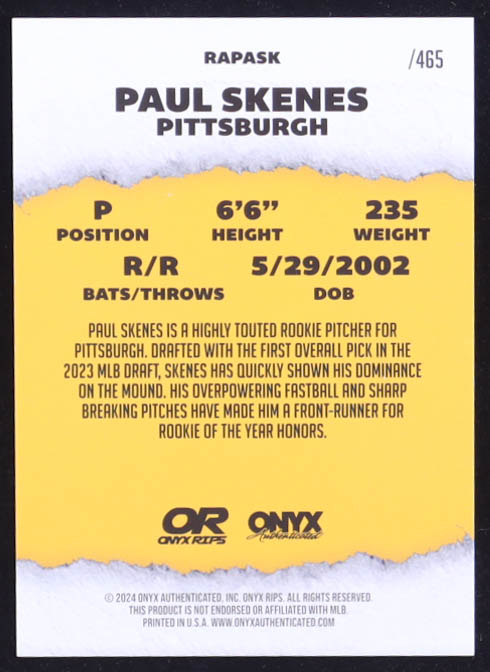 RAPASK
/465
PAUL SKENES
PITTSBURGH
P 6'6" 235
POSITION HEIGHT WEIGHT
R/R 5/29/2002
BATS/THROWS DOB
PAUL SKENES IS A HIGHLY TOUTED ROOKIE PITCHER FOR
PITTSBURGH. DRAFTED WITH THE FIRST OVERALL PICK IN THE
2023 MLB DRAFT, SKENES HAS QUICKLY SHOWN HIS DOMINANCE
ON THE MOUND. HIS OVERPOWERING FASTBALL AND SHARP
BREAKING PITCHES HAVE MADE HIM A FRONT-RUNNER FOR
ROOKIE OF THE YEAR HONORS.
OR ONYX
ONYX RIPS Authenticated
© 2024 ONYX AUTHENTICATED, INC. ONYX RIPS. ALL RIGHTS RESERVED.
THIS PRODUCT IS NOT ENDORSED OR AFFILIATED WITH MLB.
PRINTED IN U.S.A. WWW.ONYXAUTHENTICATED.COM